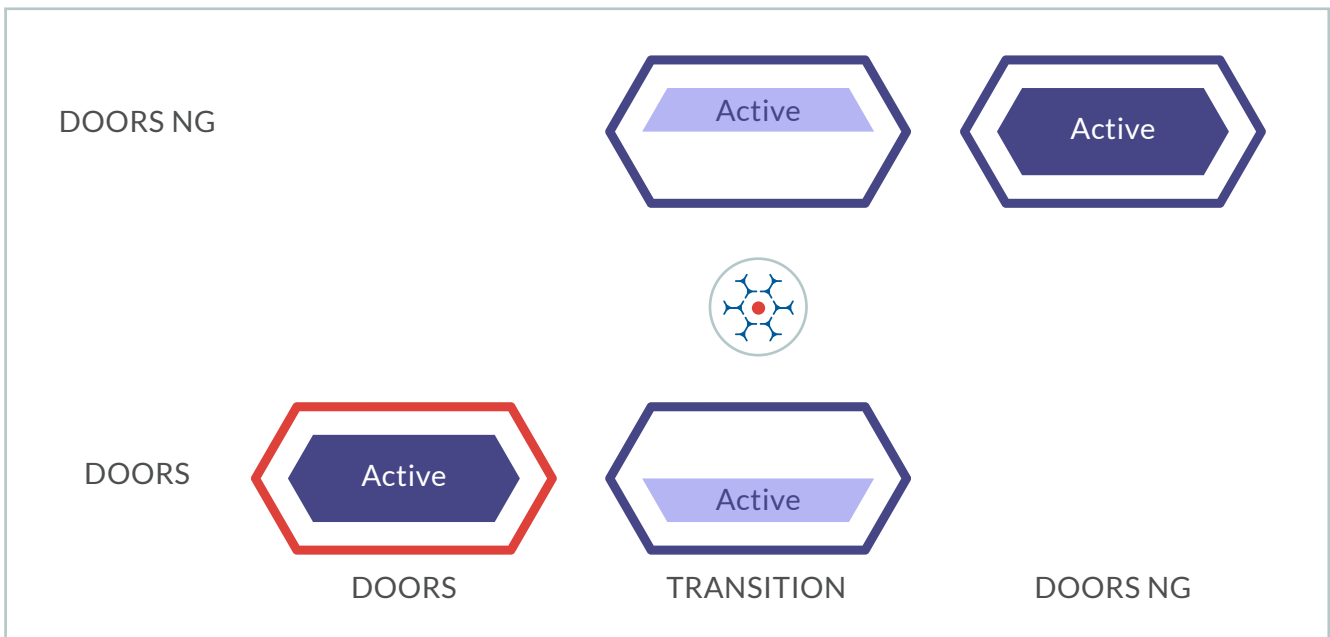 Active
DOORS NG
Active
DOORS
Active
Active
DOORS
TRANSITION
DOORS NG